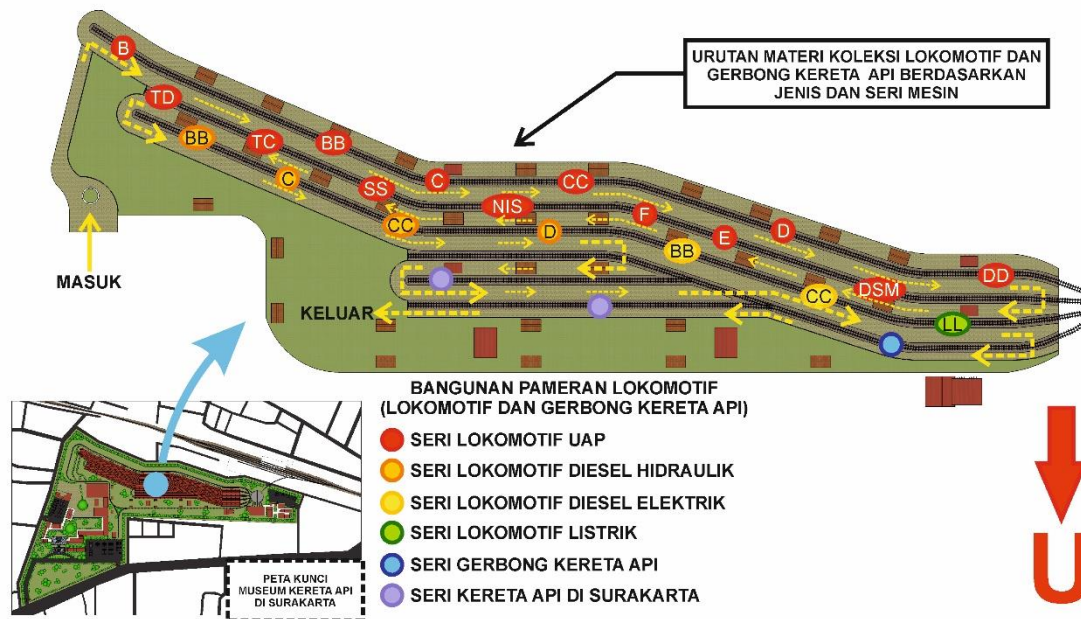 URUTAN MATERI KOLEKSI LOKOMOTIF DAN
GERBONG KERETA API BERDASARKAN
JENIS DAN SERI MESIN
B
TD
BB
TC
BB
C
SS
C
CC
CC
NIS
D
F
BB
E
D
CC
DSM
DD
LL
MASUK
KELUAR
BANGUNAN PAMERAN LOKOMOTIF
(LOKOMOTIF DAN GERBONG KERETA API)
SERI LOKOMOTIF UAP
SERI LOKOMOTIF DIESEL HIDRAULIK
SERI LOKOMOTIF DIESEL ELEKTRIK
SERI LOKOMOTIF LISTRIK
SERI GERBONG KERETA API
SERI KERETA API DI SURAKARTA
PETA KUNCI
MUSEUM KERETA API
DI SURAKARTA
U